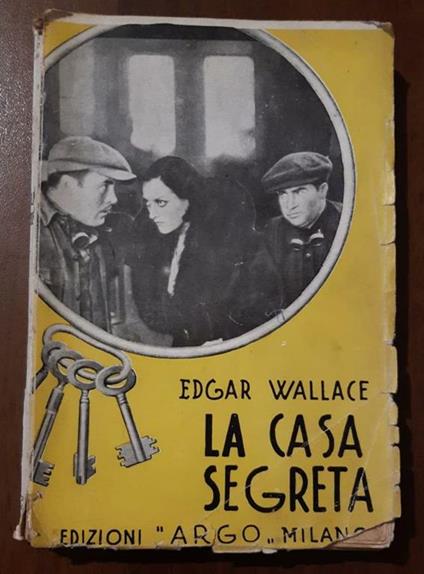 EDGAR WALLACE
LA CASA
SEGRETA
EDIZIONI "ARGO„ MILANO